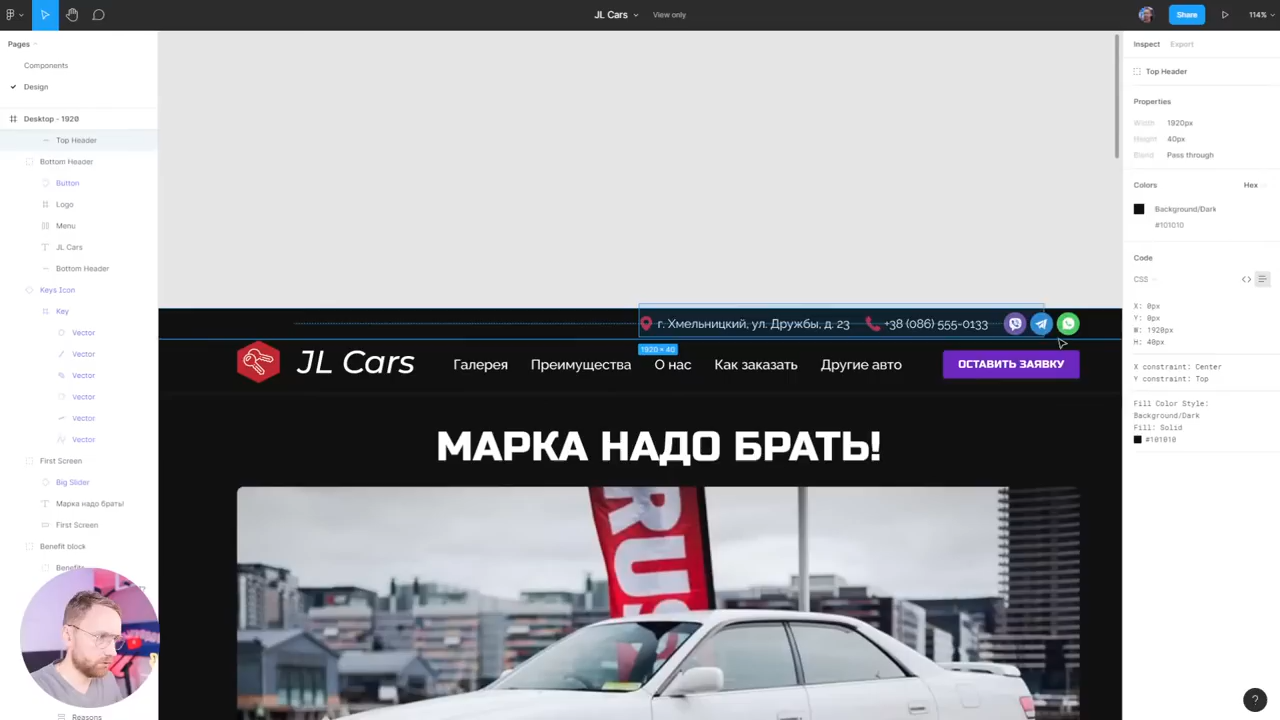 JL Cars
View only
Share
114%
Pages
Components
Design
Desktop - 1920
Top Header
Bottom Header
Button
Logo
Menu
JL Cars
Bottom Header
Keys Icon
Key
Vector
Vector
Vector
Vector
Vector
Vector
First Screen
Big Slider
Марка надо брать!
First Screen
Benefit block
Benefits
Reasons
г. Хмельницкий, ул. Дружбы, д. 23
+38 (086) 555-0133
1920 × 40
JL Cars
Галерея
Преимущества
О нас
Как заказать
Другие авто
ОСТАВИТЬ ЗАЯВКУ
МАРКА НАДО БРАТЬ!
RUS
Inspect
Export
Top Header
Properties
Width 1920px
Height 40px
Blend Pass through
Colors
Hex
Background/Dark
#101010
Code
CSS
X: 0px
Y: 0px
W: 1920px
H: 40px
X constraint: Center
Y constraint: Top
Fill Color Style:
Background/Dark
Fill: Solid
#101010
?